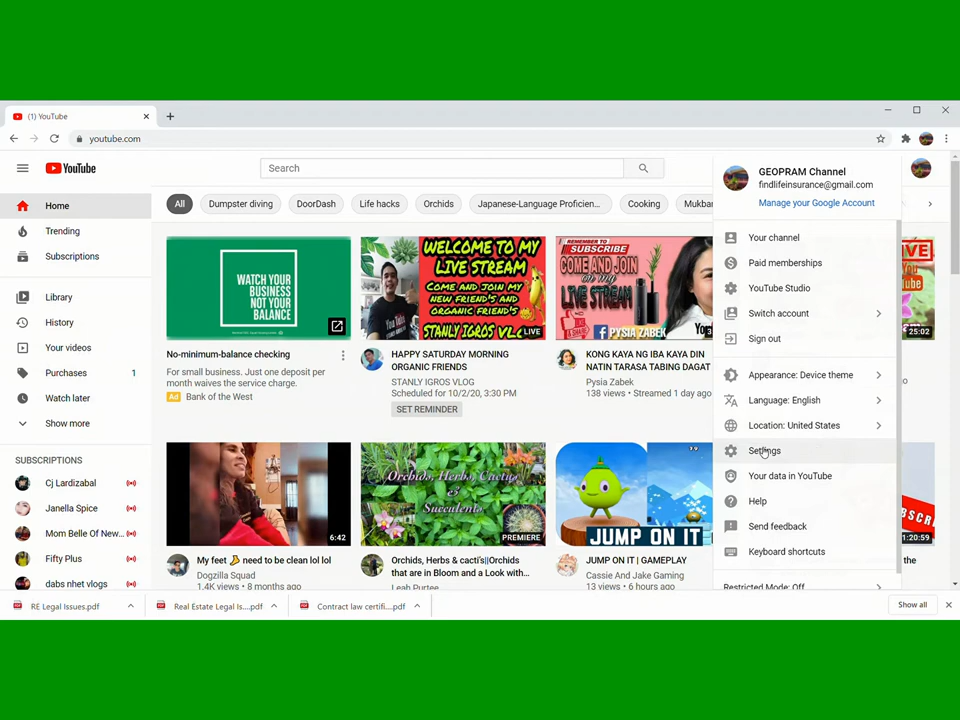 (1) YouTube
youtube.com
YouTube
Search
Home
Trending
Subscriptions
Library
History
Your videos
Purchases 1
Watch later
Show more
SUBSCRIPTIONS
Cj Lardizabal
Janella Spice
Mom Belle Of New...
Fifty Plus
dabs nhet vlogs
All
Dumpster diving
DoorDash
Life hacks
Orchids
Japanese-Language Proficien...
Cooking
Mukban
WATCH YOUR
BUSINESS
NOT YOUR
BALANCE
No-minimum-balance checking
For small business. Just one deposit per
month waives the service charge.
Ad Bank of the West
WELCOME TO MY
LIVE STREAM
COME AND JOIN MY
NEW FRIEND'S AND
ORGANIC FRIEND'S
STANLY IGROS VLOG
LIVE
HAPPY SATURDAY MORNING
ORGANIC FRIENDS
STANLY IGROS VLOG
Scheduled for 10/2/20, 3:30 PM
SET REMINDER
REMEMBER TO
SUBSCRIBE
COME AND JOIN
ON MY
LIVE STREAM
PYSIA ZABEK
KONG KAYA NG IBA KAYA DIN
NATIN TARASA TABING DAGAT
Pysia Zabek
138 views • Streamed 1 day ago
LIVE
25:02
6:42
My feet 🦶 need to be clean lol lol
Dogzilla Squad
1.4K views • 8 months ago
Orchids, Herbs, Cactus
&
Succulents
PREMIERE
Orchids, Herbs & cacti's||Orchids
that are in Bloom and a Look with...
Leah Purtee
7.9
JUMP ON IT
JUMP ON IT | GAMEPLAY
Cassie And Jake Gaming
13 views • 6 hours ago
1:20:59
the
GEOPRAM Channel
findlifeinsurance@gmail.com
Manage your Google Account
Your channel
Paid memberships
YouTube Studio
Switch account
Sign out
Appearance: Device theme
Language: English
Location: United States
Settings
Your data in YouTube
Help
Send feedback
Keyboard shortcuts
Restricted Mode: Off
RE Legal Issues.pdf
Real Estate Legal Is....pdf
Contract law certifi....pdf
Show all